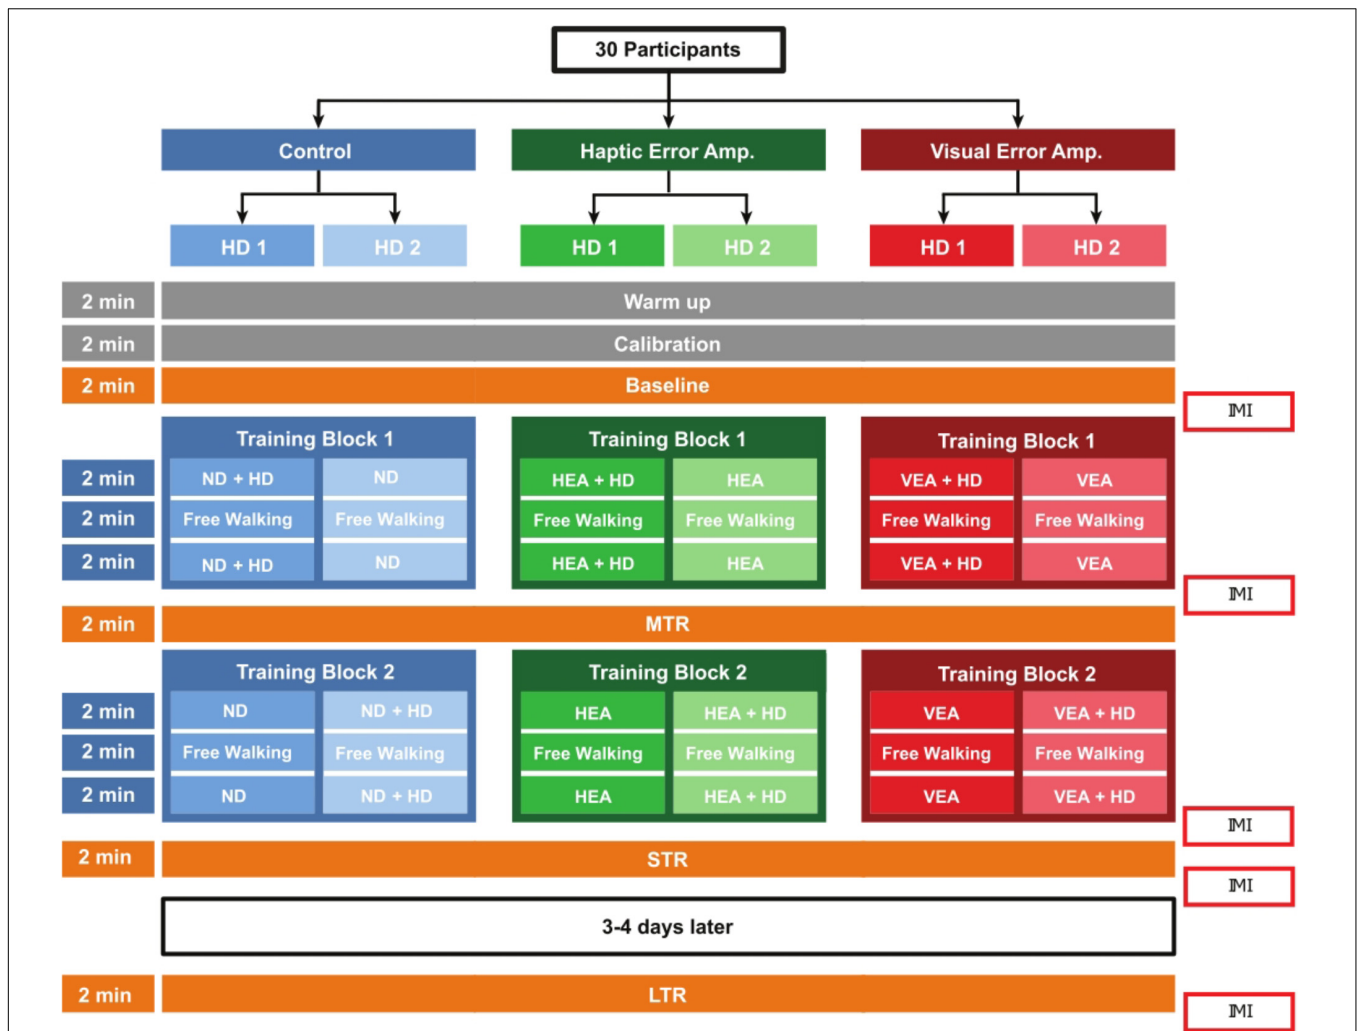 30 Participants
Control Haptic Error Amp. Visual Error Amp.
HD 1 HD 2 HD 1 HD 2 HD 1 HD 2
2 min Warm up
2 min Calibration
2 min Baseline
IMI
Training Block 1 Training Block 1 Training Block 1
2 min ND + HD ND HEA + HD HEA VEA + HD VEA
2 min Free Walking Free Walking Free Walking Free Walking Free Walking Free Walking
2 min ND + HD ND HEA + HD HEA VEA + HD VEA
IMI
2 min MTR
Training Block 2 Training Block 2 Training Block 2
2 min ND ND + HD HEA HEA + HD VEA VEA + HD
2 min Free Walking Free Walking Free Walking Free Walking Free Walking Free Walking
2 min ND ND + HD HEA HEA + HD VEA VEA + HD
IMI
2 min STR
IMI
3-4 days later
2 min LTR
IMI